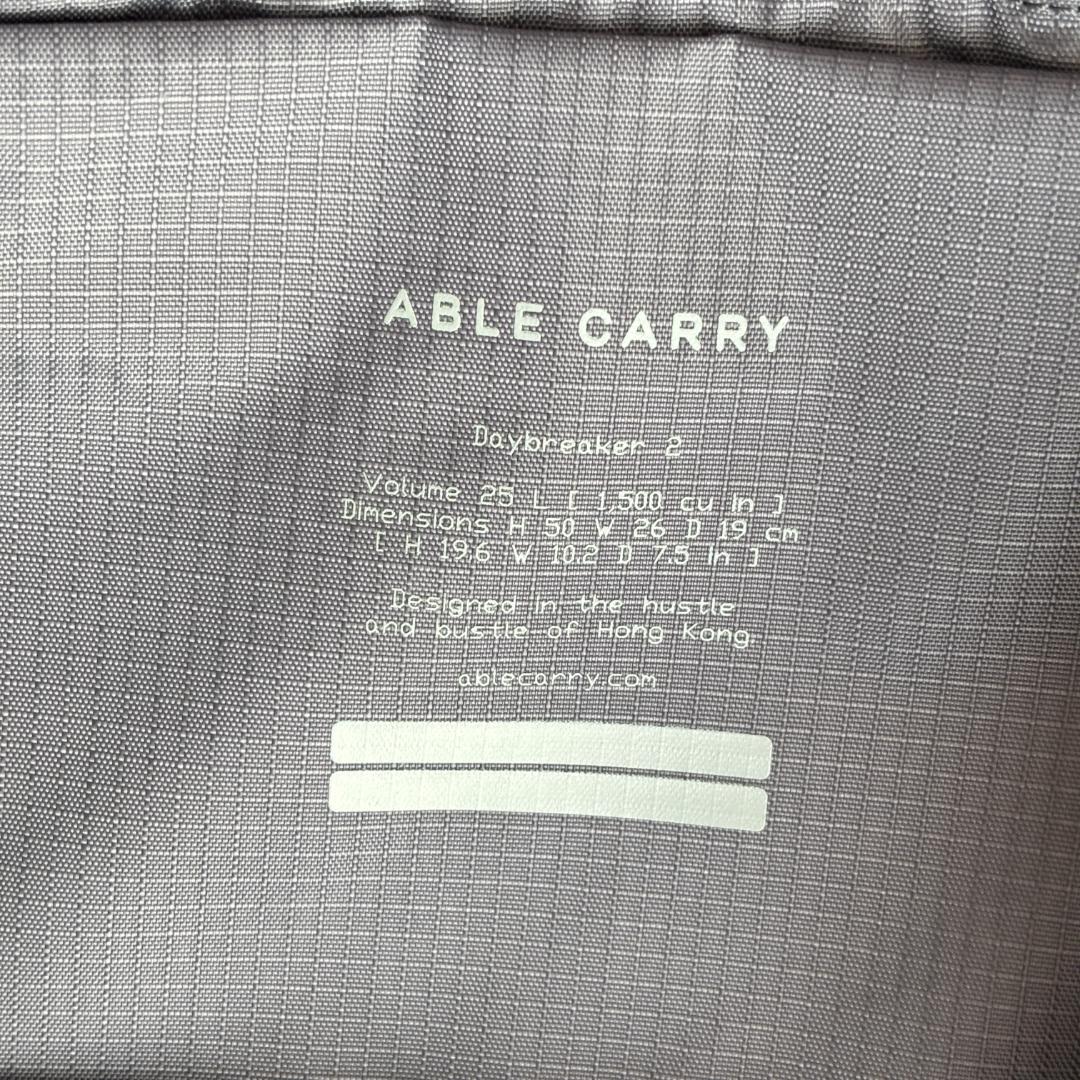 ABLE CARRY
Daybreaker 2
Volume 25 L [ 1,500 cu in ]
Dimensions H 50 W 26 D 19 cm
[ H 19.6 W 10.2 D 7.5 in ]
Designed in the hustle
and bustle of Hong Kong
ablecarry.com